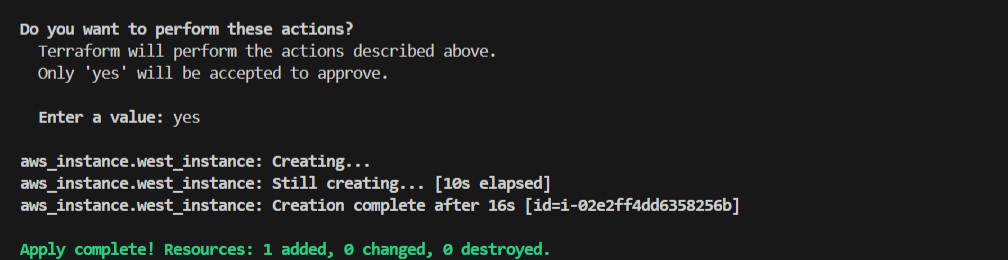 Do you want to perform these actions?
Terraform will perform the actions described above.
Only 'yes' will be accepted to approve.
Enter a value: yes
aws_instance.west_instance: Creating...
aws_instance.west_instance: Still creating... [10s elapsed]
aws_instance.west_instance: Creation complete after 16s [id=i-02e2ff4dd6358256b]
Apply complete! Resources: 1 added, 0 changed, 0 destroyed.